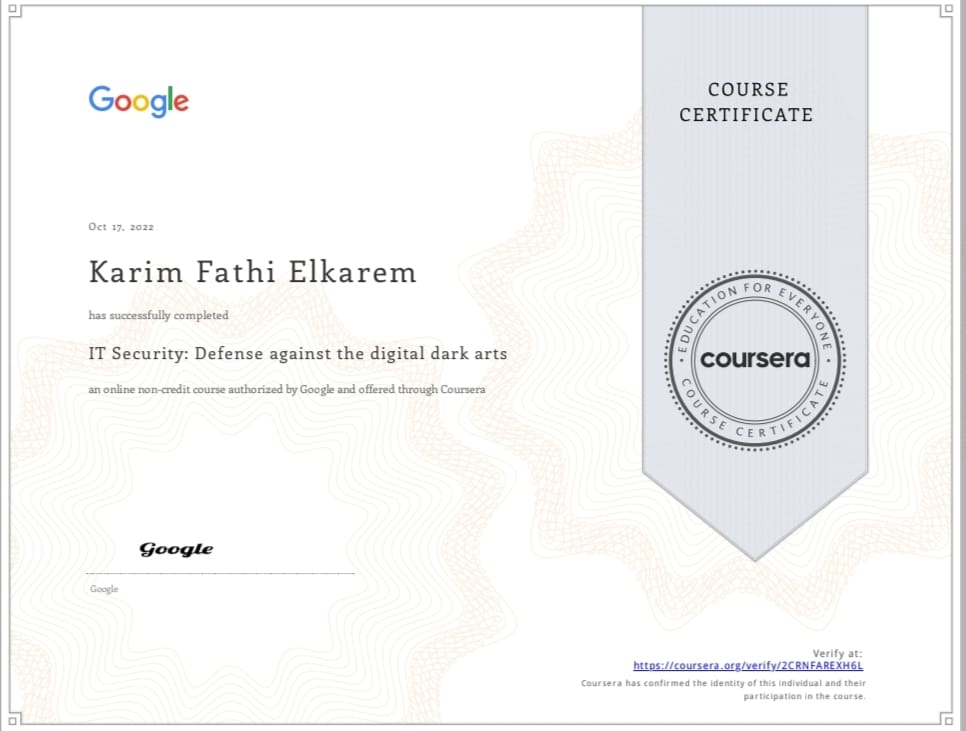 Google
COURSE
CERTIFICATE
Oct 17, 2022
Karim Fathi Elkarem
has successfully completed
IT Security: Defense against the digital dark arts
an online non-credit course authorized by Google and offered through Coursera
EDUCATION FOR EVERYONE
coursera
COURSE CERTIFICATE
Google
Google
Verify at:
https://coursera.org/verify/2CRNFAREXH6L
Coursera has confirmed the identity of this individual and their
participation in the course.